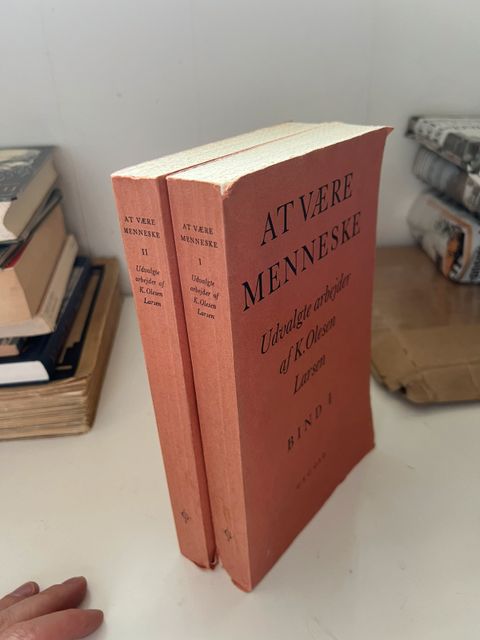 AT VÆRE
MENNESKE
II
Udvalgte
arbejder af
K. Olesen
Larsen
AT VÆRE
MENNESKE
I
Udvalgte
arbejder af
K. Olesen
Larsen
AT VÆRE
MENNESKE
Udvalgte arbejder
af K. Olesen
Larsen
BIND I